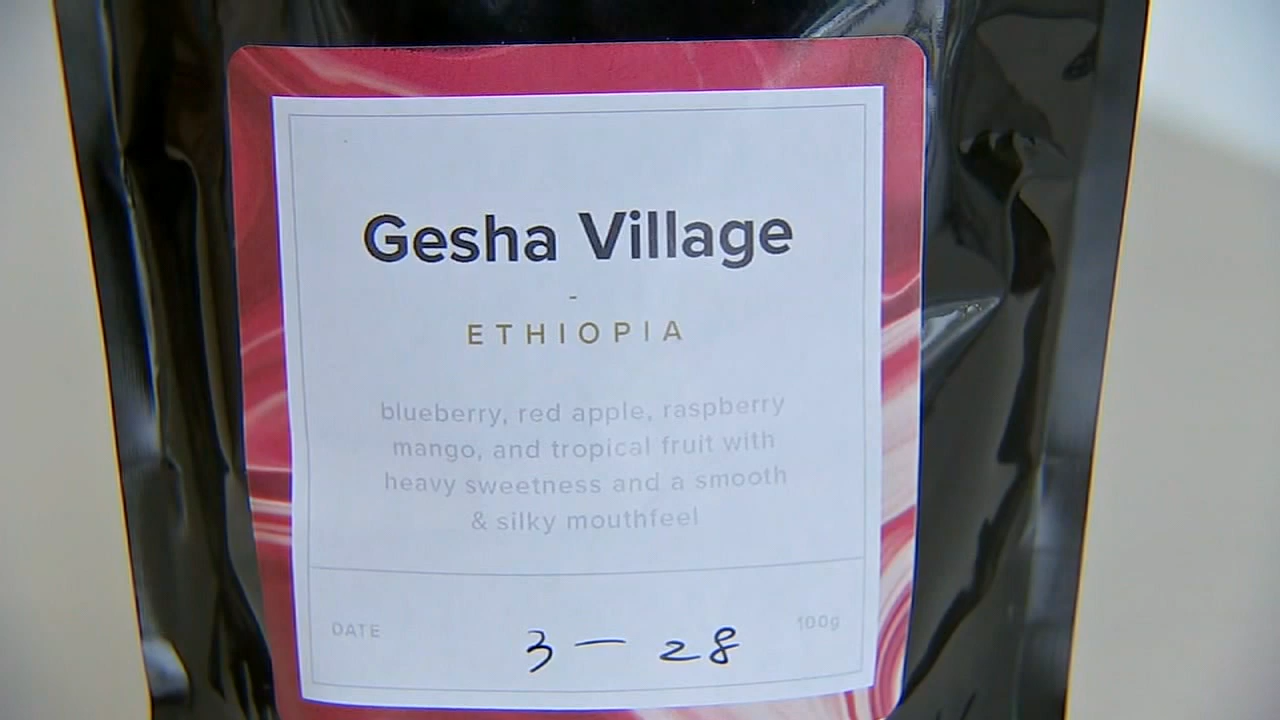 Gesha Village
-
ETHIOPIA
blueberry, red apple, raspberry
mango, and tropical fruit with
heavy sweetness and a smooth
& silky mouthfeel
DATE 3 — 28 100g